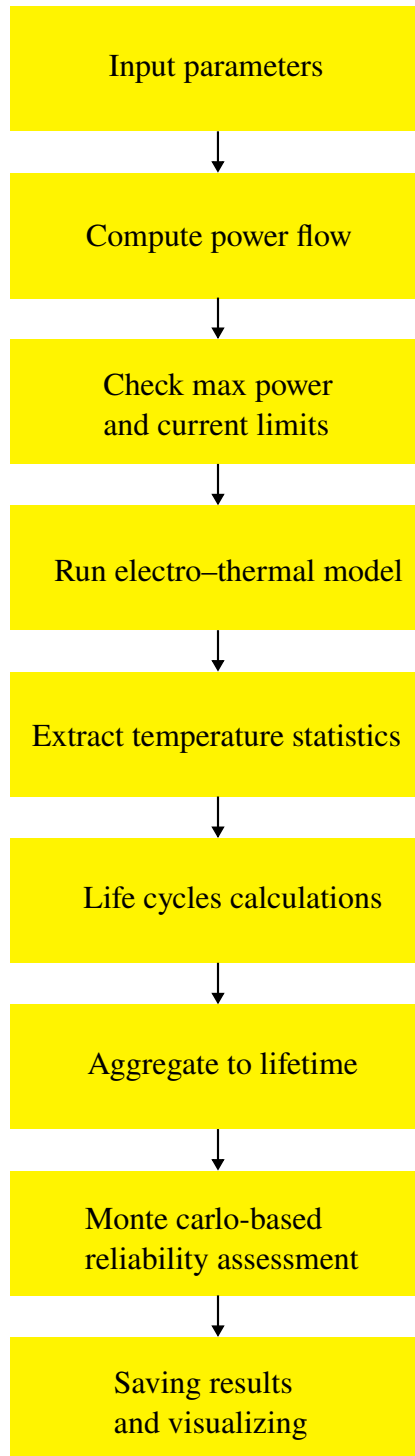 Input parameters
Compute power flow
Check max power
and current limits
Run electro–thermal model
Extract temperature statistics
Life cycles calculations
Aggregate to lifetime
Monte carlo-based
reliability assessment
Saving results
and visualizing